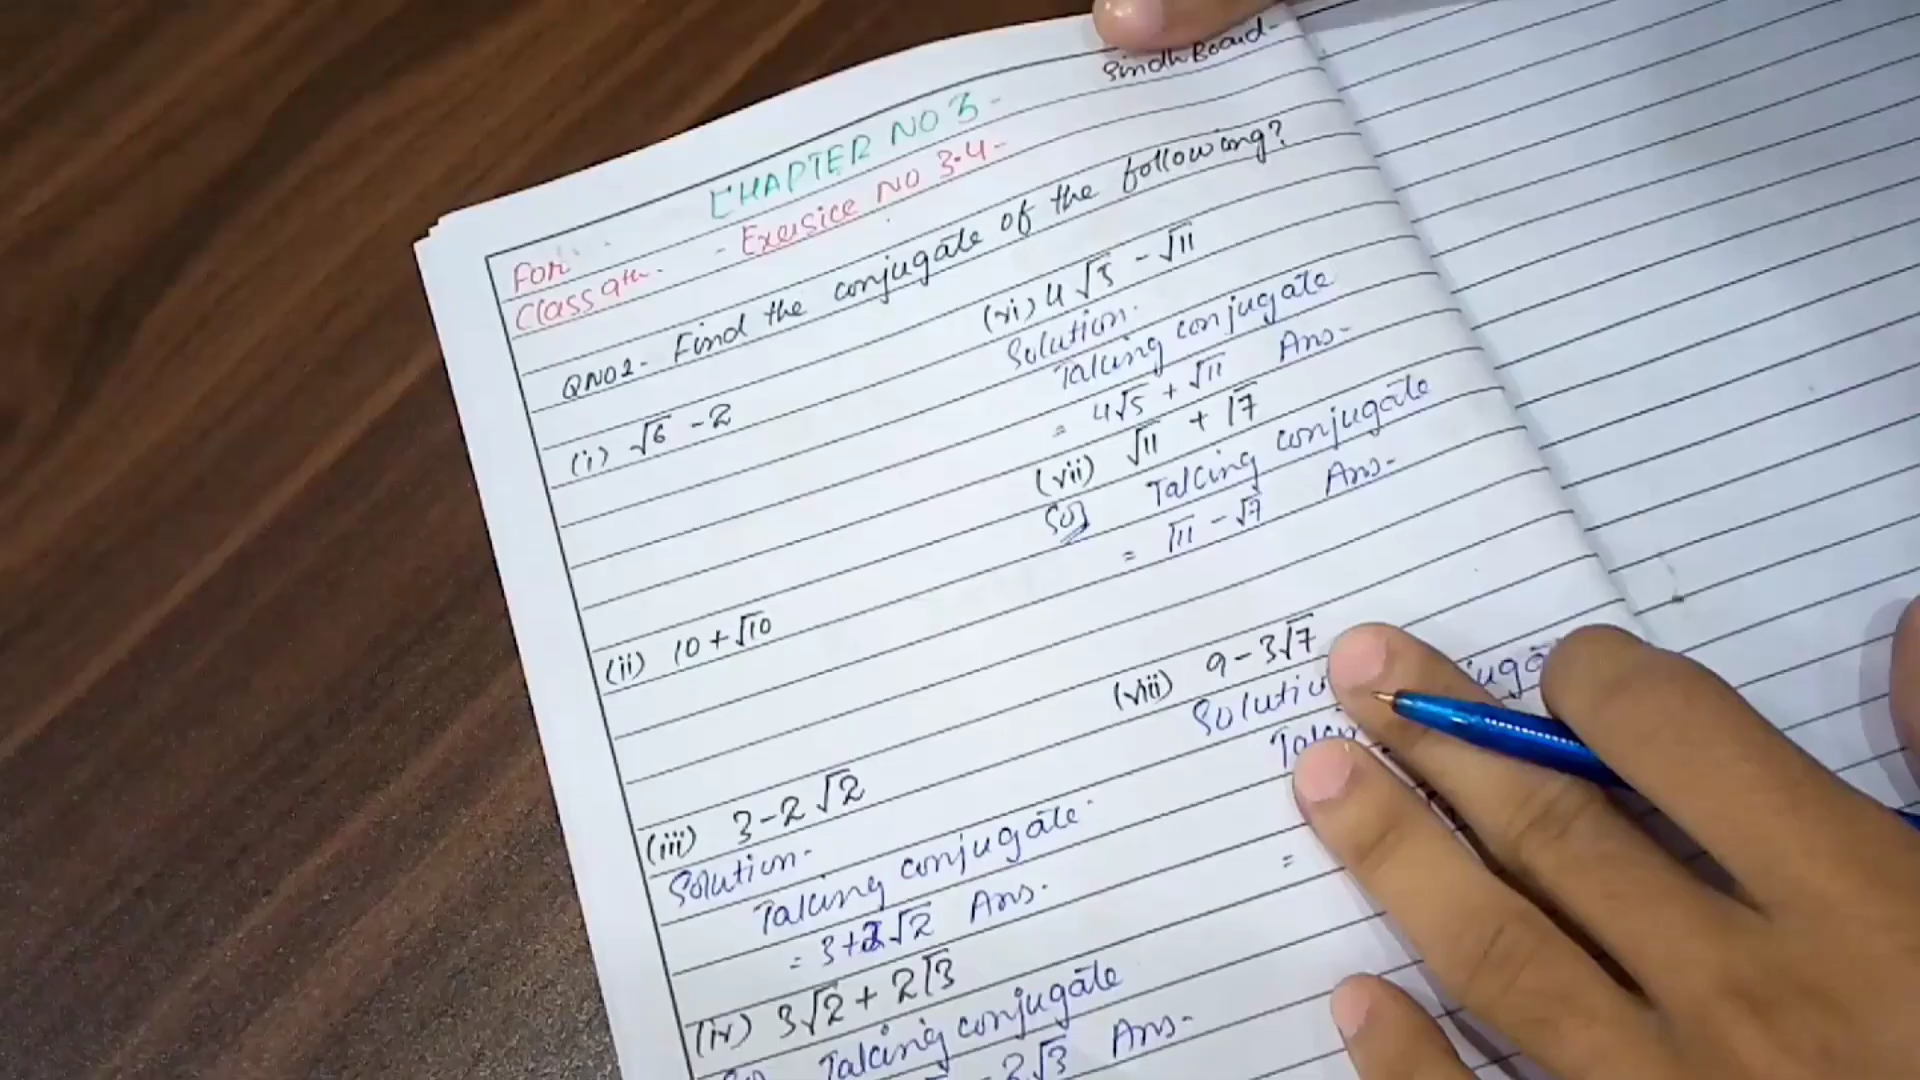 Sindh Board-
CHAPTER NO 3-
For:
Class 9th. - Exersice NO 3.4-
QNO2- Find the conjugate of the following?
(i) √6 - 2
(ii) 10 + √10
(iii) 3 - 2√2
Solution.
Taking conjugate.
= 3+2√2 Ans.
(iv) 3√2 + 2√3
Taking conjugate
- 2√3 Ans-
(vi) 4√5 - √11
Solution.
Taking conjugate
= 4√5 + √11 Ans-
(vii) √11 + √7
Sol Taking conjugate
= √11 - √7 Ans-
(viii) 9 - 3√7
=